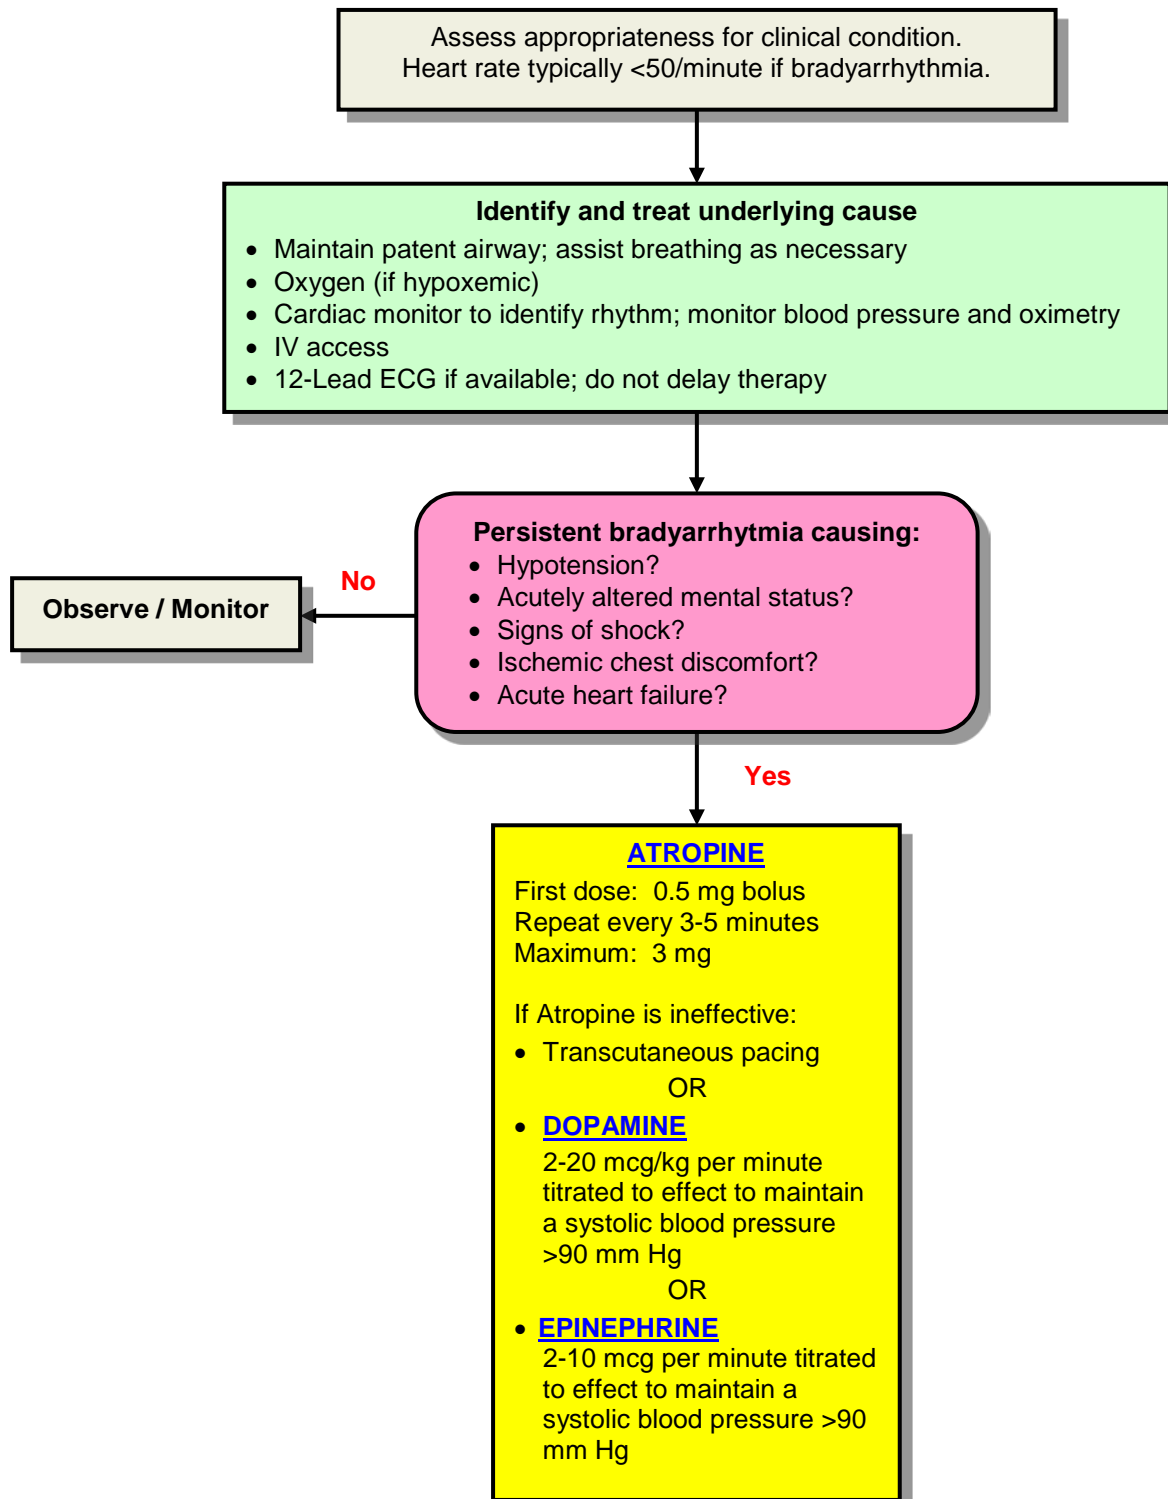 Assess appropriateness for clinical condition.
Heart rate typically <50/minute if bradyarrhythmia.
Identify and treat underlying cause
• Maintain patent airway; assist breathing as necessary
• Oxygen (if hypoxemic)
• Cardiac monitor to identify rhythm; monitor blood pressure and oximetry
• IV access
• 12-Lead ECG if available; do not delay therapy
Persistent bradyarrhytmia causing:
• Hypotension?
• Acutely altered mental status?
• Signs of shock?
• Ischemic chest discomfort?
• Acute heart failure?
No
Observe / Monitor
Yes
ATROPINE
First dose:  0.5 mg bolus
Repeat every 3-5 minutes
Maximum:  3 mg
If Atropine is ineffective:
• Transcutaneous pacing
OR
• DOPAMINE
2-20 mcg/kg per minute
titrated to effect to maintain
a systolic blood pressure
>90 mm Hg
OR
• EPINEPHRINE
2-10 mcg per minute titrated
to effect to maintain a
systolic blood pressure >90
mm Hg